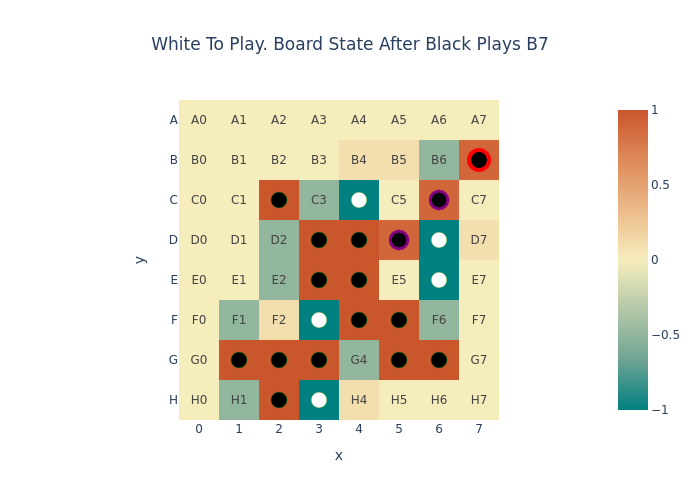 White To Play. Board State After Black Plays B7
A A0 A1 A2 A3 A4 A5 A6 A7 1
B B0 B1 B2 B3 B4 B5 B6
C C0 C1 C3 C5 C7 0.5
D D0 D1 D2 D7
y 0
E E0 E1 E2 E5 E7
F F0 F1 F2 F6 F7 −0.5
G G0 G4 G7
H H0 H1 H4 H5 H6 H7 −1
0 1 2 3 4 5 6 7
x